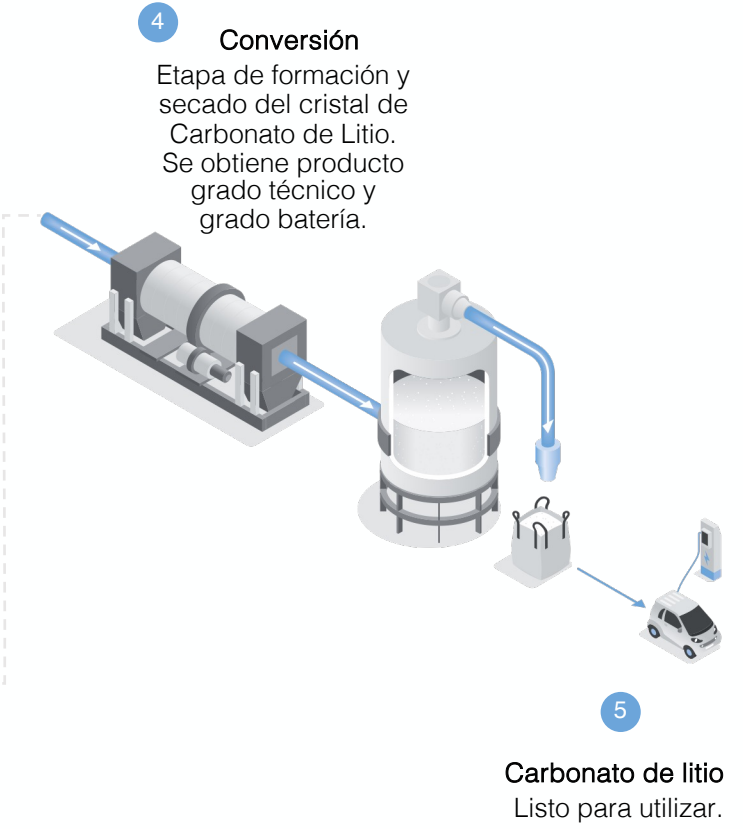 4
Conversión
Etapa de formación y
secado del cristal de
Carbonato de Litio.
Se obtiene producto
grado técnico y
grado batería.
5
Carbonato de litio
Listo para utilizar.